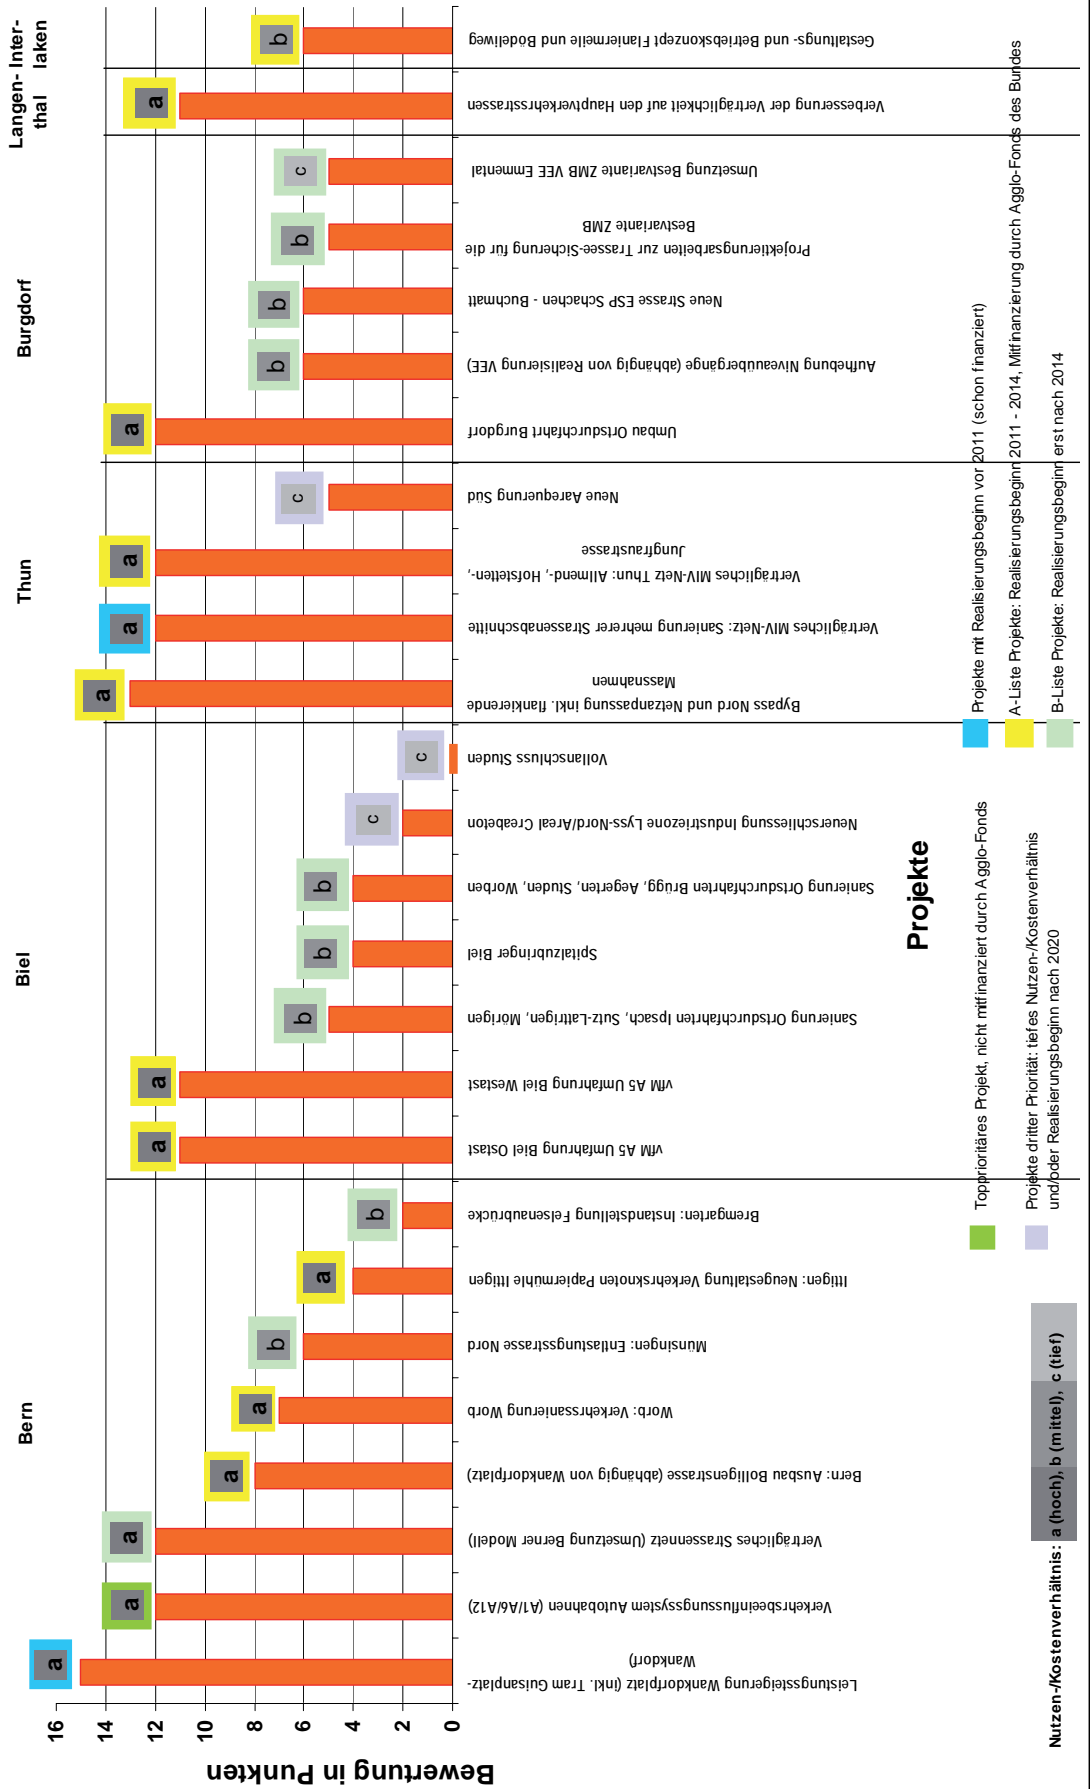 Bern
Biel
Thun
Burgdorf
Langen-
thal
Inter-
laken
Bewertung in Punkten
16
14
12
10
8
6
4
2
0
a
a
a
a
a
b
a
b
a
a
b
b
b
c
c
a
a
a
c
a
b
b
b
c
a
b
Leistungssteigerung Wankdorfplatz (inkl. Tram Guisanplatz-
Wankdorf)
Verkehrsbeeinflussungssystem Autobahnen (A1/A6/A12)
Verträgliches Strassennetz (Umsetzung Berner Modell)
Bern: Ausbau Bolligenstrasse (abhängig von Wankdorfplatz)
Worb: Verkehrssanierung Worb
Münsingen: Entlastungsstrasse Nord
Ittigen: Neugestaltung Verkehrsknoten Papiermühle Ittigen
Bremgarten: Instandstellung Felsenaubrücke
vfM A5 Umfahrung Biel Ostast
vfM A5 Umfahrung Biel Westast
Sanierung Ortsdurchfahrten Ipsach, Sutz-Lattrigen, Mörigen
Spitalzubringer Biel
Sanierung Ortsdurchfahrten Brügg, Aegerten, Studen, Worben
Neuerschliessung Industriezone Lyss-Nord/Areal Creabeton
Vollanschluss Studen
Bypass Nord und Netzanpassung inkl. flankierende
Massnahmen
Verträgliches MIV-Netz: Sanierung mehrerer Strassenabschnitte
Verträgliches MIV-Netz Thun: Allmend-, Hofstetten-,
Jungfraustrasse
Neue Aarequerung Süd
Umbau Ortsdurchfahrt Burgdorf
Aufhebung Niveauübergänge (abhängig von Realisierung VEE)
Neue Strasse ESP Schachen - Buchmatt
Projektierungsarbeiten zur Trassee-Sicherung für die
Bestvariante ZMB
Umsetzung Bestvariante ZMB VEE Emmental
Verbesserung der Verträglichkeit auf den Hauptverkehrsstrassen
Gestaltungs- und Betriebskonzept Flaniermeile und Bödeliweg
Projekte
Topprioritäres Projekt, nicht mitfinanziert durch Agglo-Fonds
Projekte dritter Priorität: tiefes Nutzen-/Kostenverhältnis
und/oder Realisierungsbeginn nach 2020
Projekte mit Realisierungsbeginn vor 2011 (schon finanziert)
A-Liste Projekte: Realisierungsbeginn 2011 - 2014, Mitfinanzierung durch Agglo-Fonds des Bundes
B-Liste Projekte: Realisierungsbeginn erst nach 2014
Nutzen-/Kostenverhältnis: a (hoch), b (mittel), c (tief)